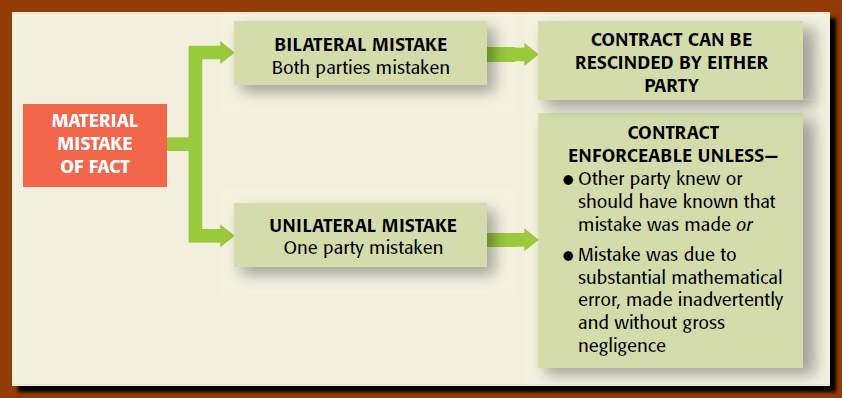 MATERIAL
MISTAKE
OF FACT
BILATERAL MISTAKE
Both parties mistaken
CONTRACT CAN BE
RESCINDED BY EITHER
PARTY
UNILATERAL MISTAKE
One party mistaken
CONTRACT
ENFORCEABLE UNLESS—
● Other party knew or
should have known that
mistake was made or
● Mistake was due to
substantial mathematical
error, made inadvertently
and without gross
negligence